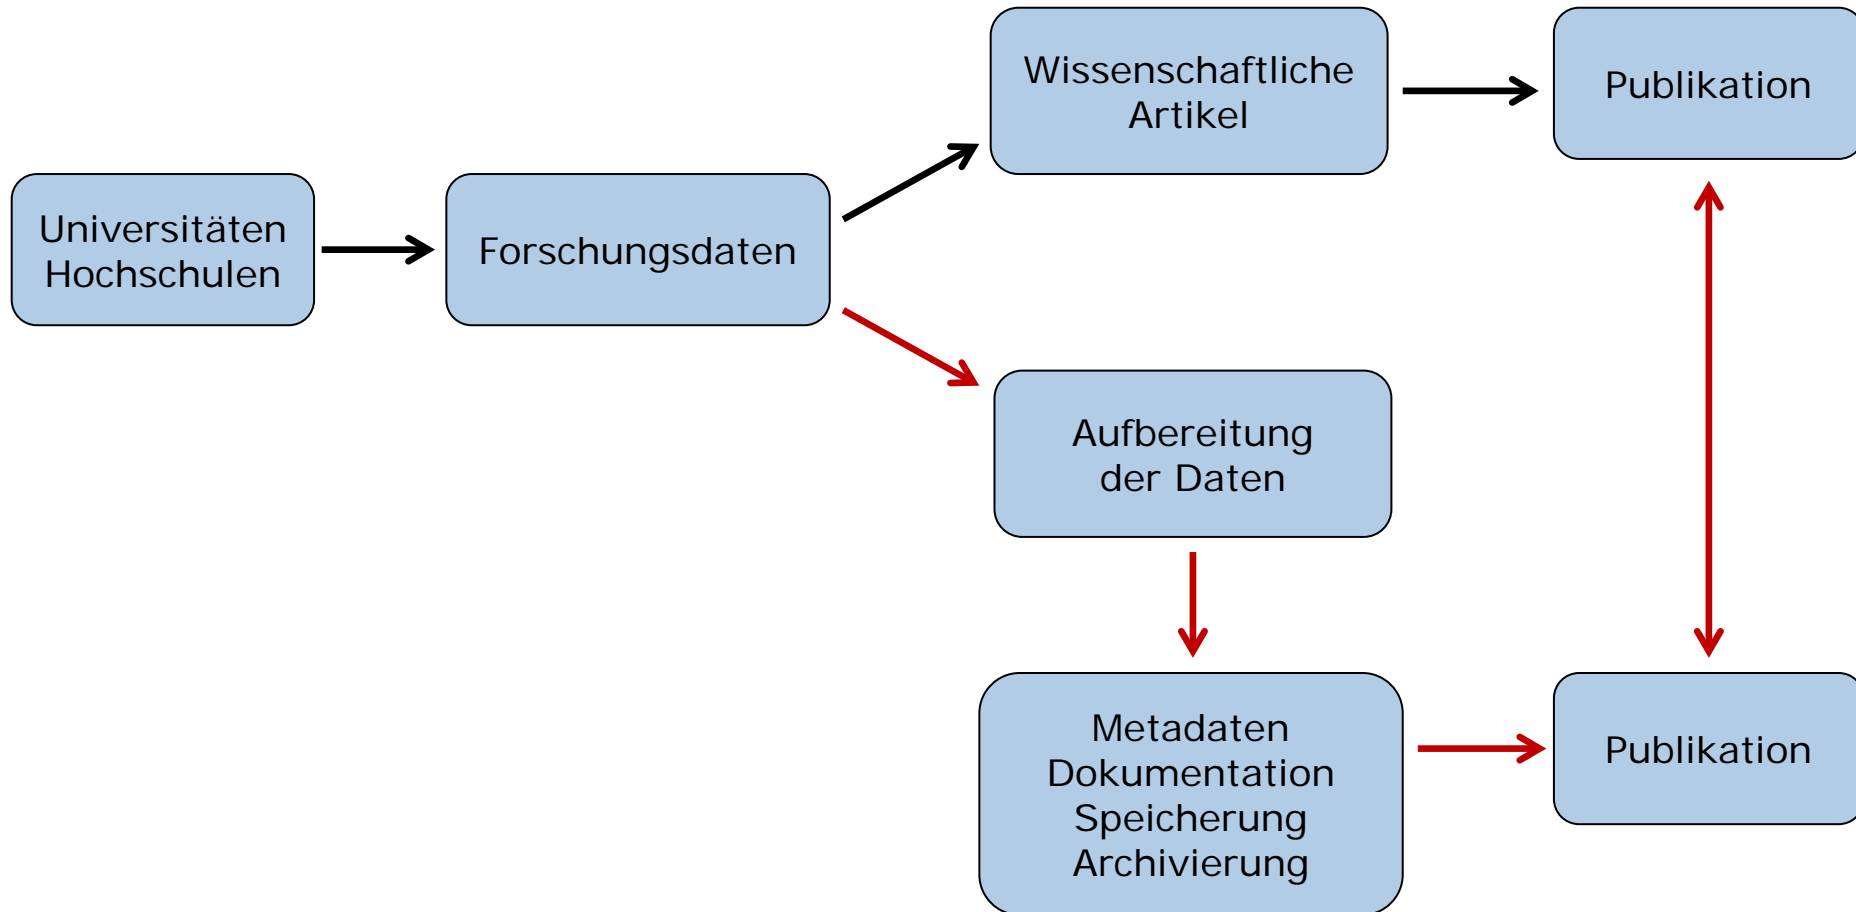 Universitäten
Hochschulen
Forschungsdaten
Wissenschaftliche
Artikel
Publikation
Aufbereitung
der Daten
Metadaten
Dokumentation
Speicherung
Archivierung
Publikation